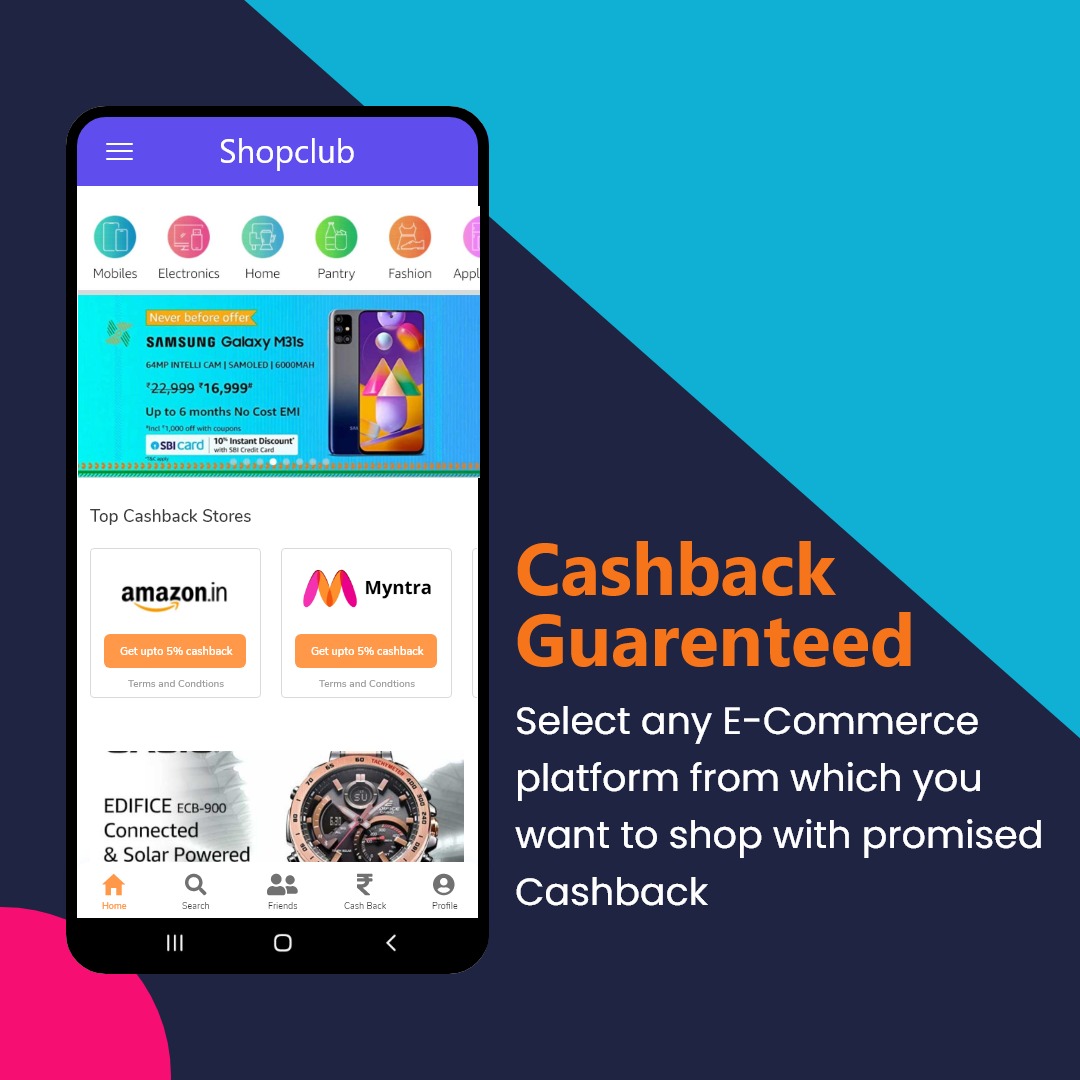 Shopclub
Mobiles Electronics Home Pantry Fashion Appl
Never before offer
SAMSUNG Galaxy M31s
64MP INTELLI CAM | SAMOLED | 6000MAH
₹22,999 ₹16,999#
Up to 6 months No Cost EMI
*Incl ₹1,000 off with coupons
SBI card 10% Instant Discount*
with SBI Credit Card
*T&C apply
Top Cashback Stores
amazon.in Myntra
Get upto 5% cashback Get upto 5% cashback
Terms and Condtions Terms and Condtions
EDIFICE ECB-900
Connected
& Solar Powered
Home Search Friends Cash Back Profile
Cashback
Guarenteed
Select any E-Commerce
platform from which you
want to shop with promised
Cashback